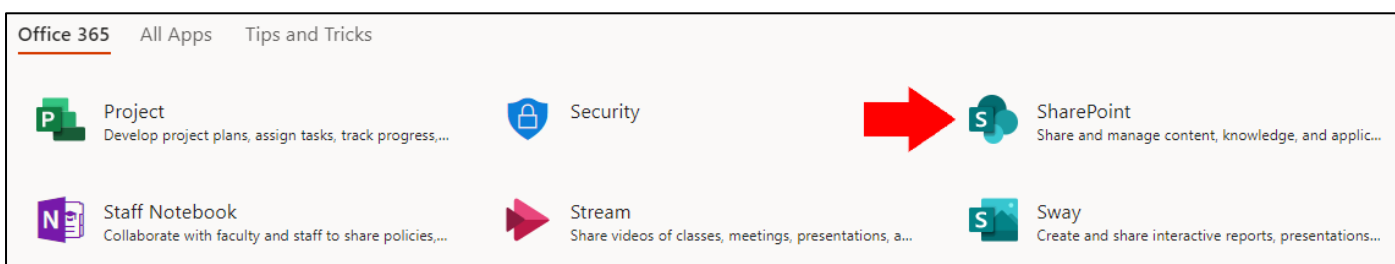 Office 365 All Apps Tips and Tricks
P Project
Develop project plans, assign tasks, track progress,...
Security
S SharePoint
Share and manage content, knowledge, and applic...
N Staff Notebook
Collaborate with faculty and staff to share policies,...
Stream
Share videos of classes, meetings, presentations, a...
S Sway
Create and share interactive reports, presentations...